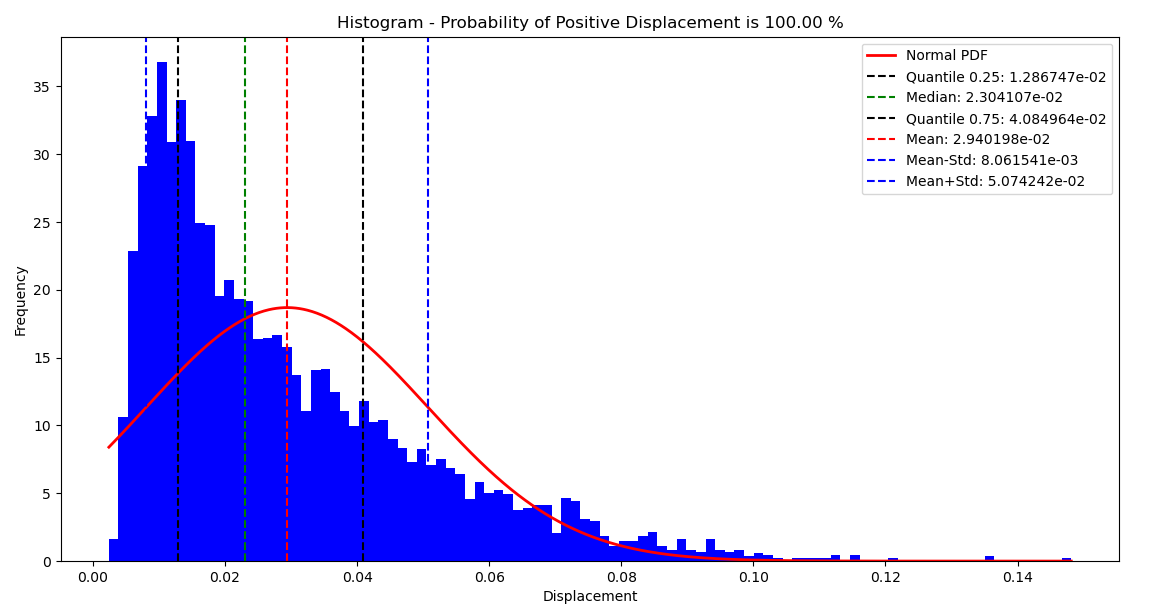 Histogram - Probability of Positive Displacement is 100.00 %
Normal PDF
Quantile 0.25: 1.286747e-02
Median: 2.304107e-02
Quantile 0.75: 4.084964e-02
Mean: 2.940198e-02
Mean-Std: 8.061541e-03
Mean+Std: 5.074242e-02
Frequency
35
30
25
20
15
10
5
0
0.00 0.02 0.04 0.06 0.08 0.10 0.12 0.14
Displacement